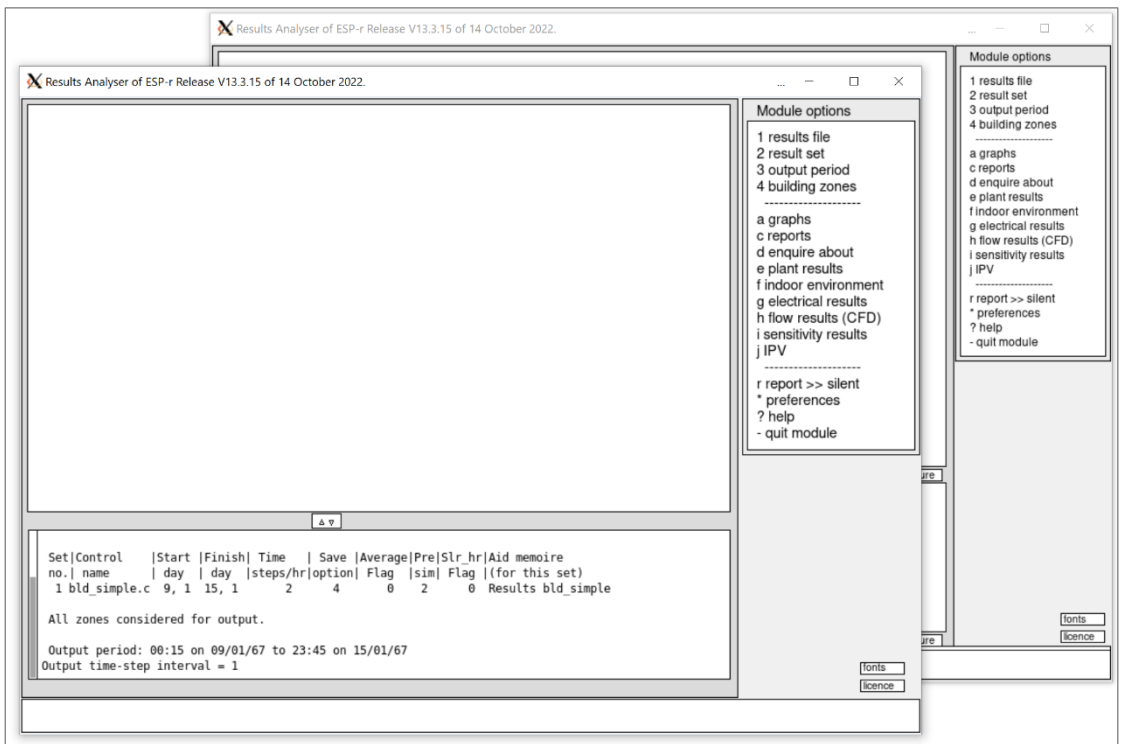 Results Analyser of ESP-r Release V13.3.15 of 14 October 2022.
...
Module options
1 results file
2 result set
3 output period
4 building zones
--------------------
a graphs
c reports
d enquire about
e plant results
f indoor environment
g electrical results
h flow results (CFD)
i sensitivity results
j IPV
--------------------
r report >> silent
* preferences
? help
- quit module
fonts
licence
Results Analyser of ESP-r Release V13.3.15 of 14 October 2022.
...
Module options
1 results file
2 result set
3 output period
4 building zones
--------------------
a graphs
c reports
d enquire about
e plant results
f indoor environment
g electrical results
h flow results (CFD)
i sensitivity results
j IPV
--------------------
r report >> silent
* preferences
? help
- quit module
Set|Control |Start |Finish| Time | Save |Average|Pre|Slr_hr|Aid memoire
no.| name | day | day |steps/hr|option| Flag |sim| Flag |(for this set)
1 bld_simple.c 9, 1 15, 1 2 4 0 2 0 Results bld_simple
All zones considered for output.
Output period: 00:15 on 09/01/67 to 23:45 on 15/01/67
Output time-step interval = 1
fonts
licence